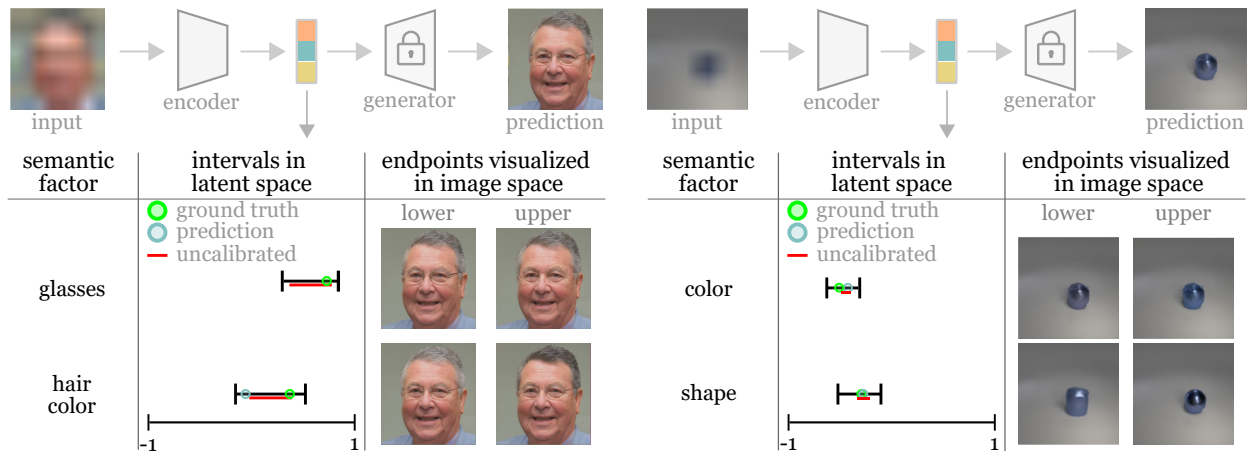 encoder
generator
input
prediction
semantic
factor
intervals in
latent space
endpoints visualized
in image space
ground truth
prediction
uncalibrated
lower
upper
glasses
hair
color
-1
1
encoder
generator
input
prediction
semantic
factor
intervals in
latent space
endpoints visualized
in image space
ground truth
prediction
uncalibrated
lower
upper
color
shape
-1
1